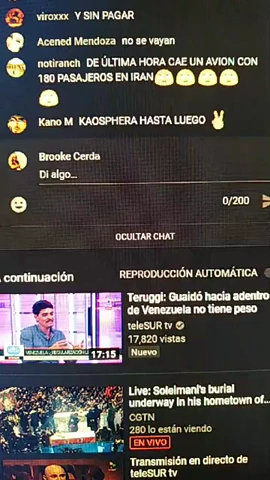 viroxxx Y SIN PAGAR
Acened Mendoza no se vayan
notiranch DE ÚLTIMA HORA CAE UN AVION CON
180 PASAJEROS EN IRAN
Kano M KAOSPHERA HASTA LUEGO
Brooke Cerda
Di algo...
0/200
OCULTAR CHAT
continuación
REPRODUCCIÓN AUTOMÁTICA
Teruggi: Guaidó hacia adentro
de Venezuela no tiene peso
teleSUR tv
17,820 vistas
Nuevo
17:15
Live: Soleimani's burial
underway in his hometown of...
CGTN
280 lo están viendo
EN VIVO
Transmisión en directo de
teleSUR tv